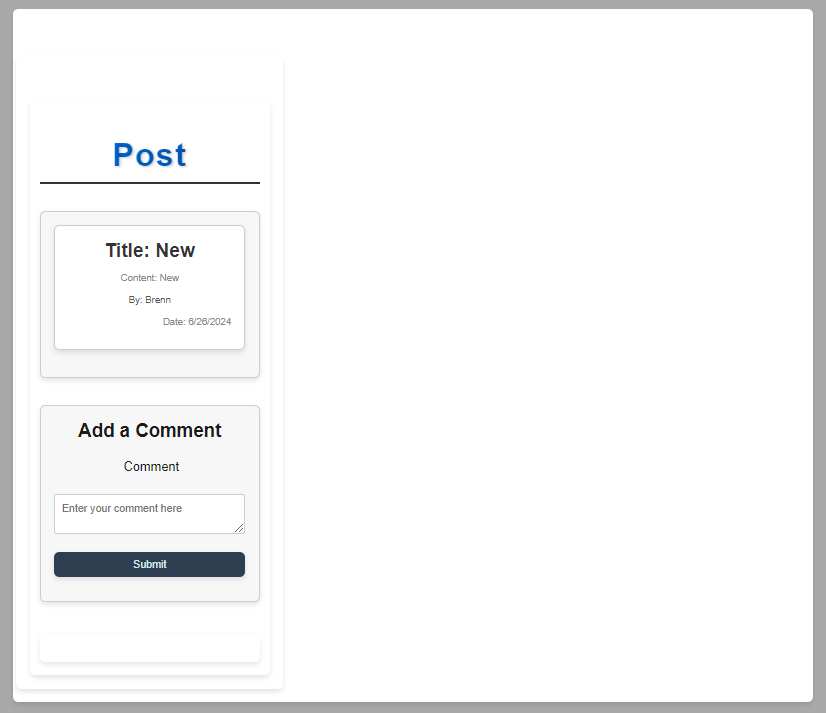 Post
Title: New
Content: New
By: Brenn
Date: 6/26/2024
Add a Comment
Comment
Enter your comment here
Submit